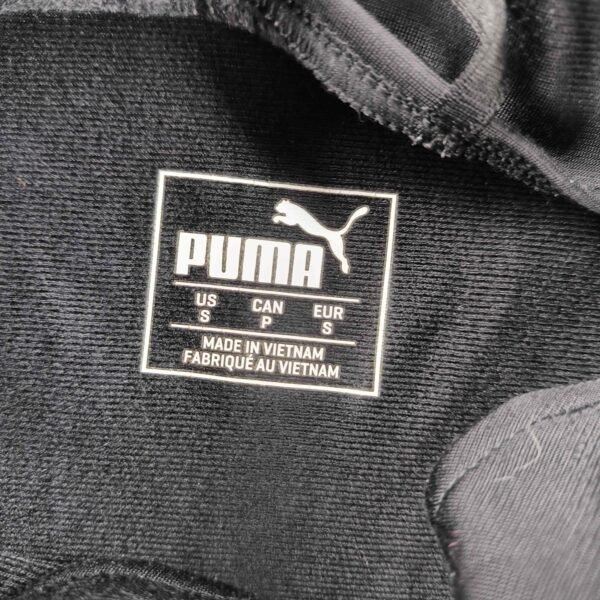 PUMA
US CAN EUR
S P S
MADE IN VIETNAM
FABRIQUÉ AU VIETNAM